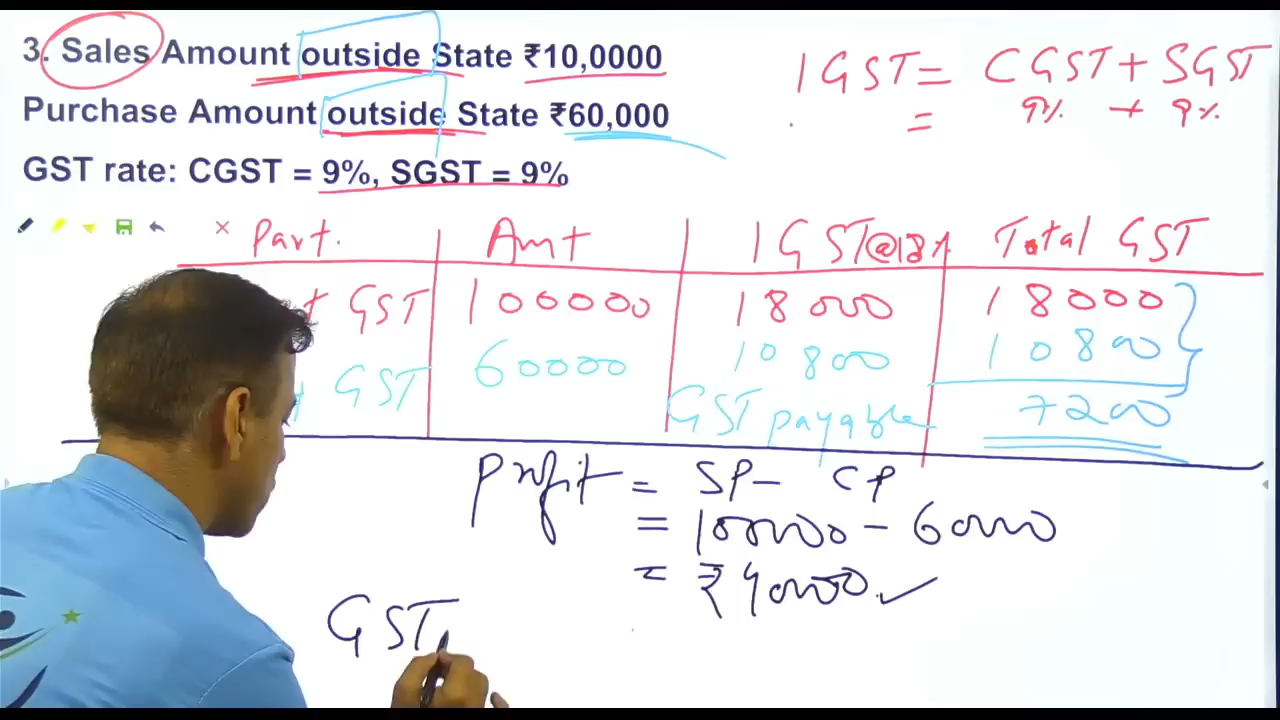 3. Sales Amount outside State ₹10,0000
Purchase Amount outside State ₹60,000
GST rate: CGST = 9%, SGST = 9%
IGST = CGST + SGST
= 9% + 9%
Part. Amt IGST@18% Total GST
GST 100000 18000 18000
GST 60000 10800 10800
GST payable 7200
Profit = SP - CP
= 100000 - 60000
= ₹40000.
GST